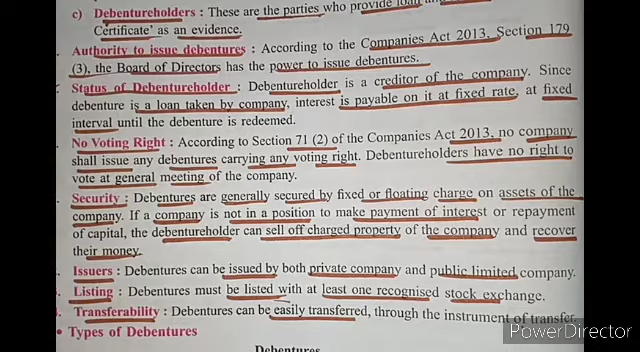 c) Debentureholders : These are the parties who provide loan
Certificate' as an evidence.
Authority to issue debentures : According to the Companies Act 2013, Section 179
(3), the Board of Directors has the power to issue debentures.
Status of Debentureholder : Debentureholder is a creditor of the company. Since
debenture is a loan taken by company, interest is payable on it at fixed rate, at fixed
interval until the debenture is redeemed.
No Voting Right : According to Section 71 (2) of the Companies Act 2013, no company
shall issue any debentures carrying any voting right. Debentureholders have no right to
vote at general meeting of the company.
Security : Debentures are generally secured by fixed or floating charge on assets of the
company. If a company is not in a position to make payment of interest or repayment
of capital, the debentureholder can sell off charged property of the company and recover
their money.
Issuers : Debentures can be issued by both private company and public limited company.
Listing : Debentures must be listed with at least one recognised stock exchange.
Transferability : Debentures can be easily transferred, through the instrument of transfer.
• Types of Debentures
PowerDirector
Debentures